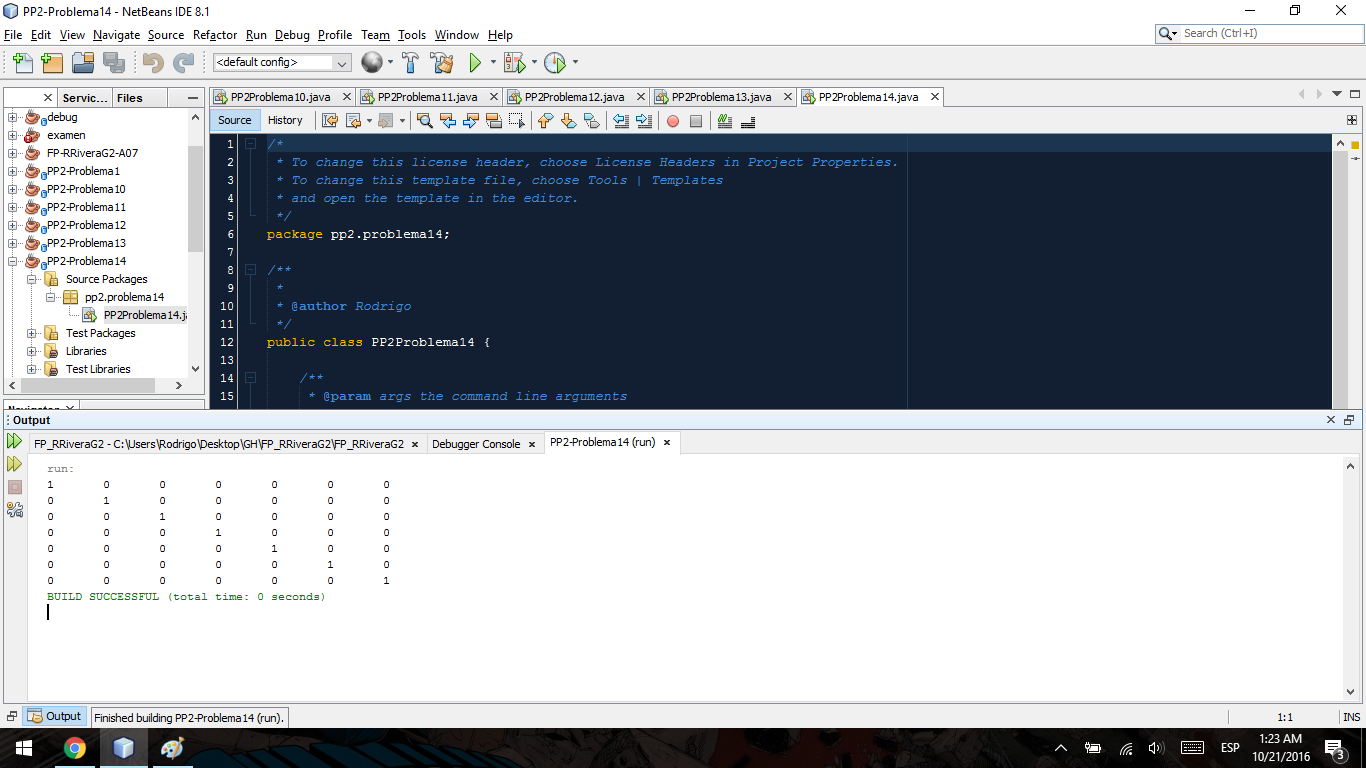 PP2-Problema14 - NetBeans IDE 8.1
File Edit View Navigate Source Refactor Run Debug Profile Team Tools Window Help
Search (Ctrl+I)
<default config>
Servic... Files
PP2Problema10.java PP2Problema11.java PP2Problema12.java PP2Problema13.java PP2Problema14.java
Source History
debug
examen
FP-RRiveraG2-A07
PP2-Problema1
PP2-Problema10
PP2-Problema11
PP2-Problema12
PP2-Problema13
PP2-Problema14
Source Packages
pp2.problema14
PP2Problema14.ja
Test Packages
Libraries
Test Libraries
1 /*
2 * To change this license header, choose License Headers in Project Properties.
3 * To change this template file, choose Tools | Templates
4 * and open the template in the editor.
5 */
6 package pp2.problema14;
7
8 /**
9 *
10 * @author Rodrigo
11 */
12 public class PP2Problema14 {
13
14 /**
15 * @param args the command line arguments
Output
FP_RRiveraG2 - C:\Users\Rodrigo\Desktop\GH\FP_RRiveraG2\FP_RRiveraG2 Debugger Console PP2-Problema14 (run)
run:
1 0 0 0 0 0 0
0 1 0 0 0 0 0
0 0 1 0 0 0 0
0 0 0 1 0 0 0
0 0 0 0 1 0 0
0 0 0 0 0 1 0
0 0 0 0 0 0 1
BUILD SUCCESSFUL (total time: 0 seconds)
Output Finished building PP2-Problema14 (run). 1:1 INS
ESP
1:23 AM
10/21/2016
3